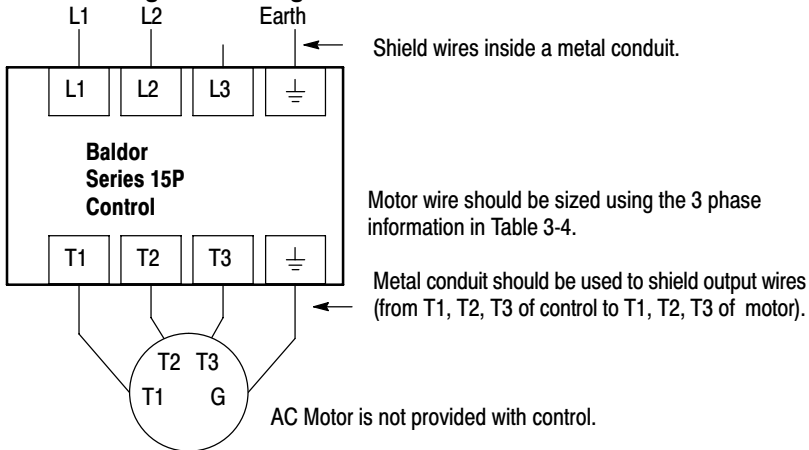 L1 L2 Earth
Shield wires inside a metal conduit.
L1 L2 L3
Baldor
Series 15P
Control
Motor wire should be sized using the 3 phase
information in Table 3-4.
T1 T2 T3
Metal conduit should be used to shield output wires
(from T1, T2, T3 of control to T1, T2, T3 of motor).
T2 T3
T1 G
AC Motor is not provided with control.